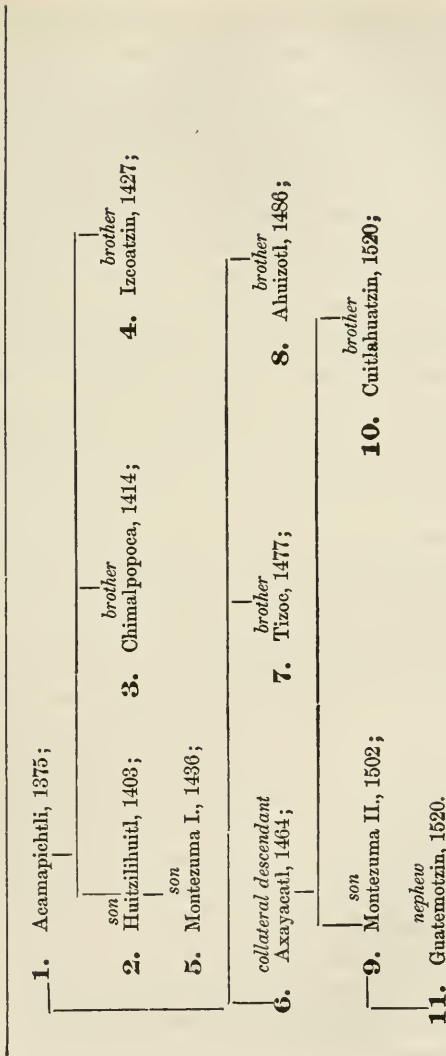 1. Acamapichtli, 1375;
son brother brother
2. Huitzilihuitl, 1403; 3. Chimalpopoca, 1414; 4. Izcoatzin, 1427;
son
5. Montezuma I., 1436;
collateral descendant brother brother
6. Axayacatl, 1464; 7. Tizoc, 1477; 8. Ahuizotl, 1486;
son brother
9. Montezuma II., 1502; 10. Cuitlahuatzin, 1520;
nephew
11. Guatemotzin, 1520.